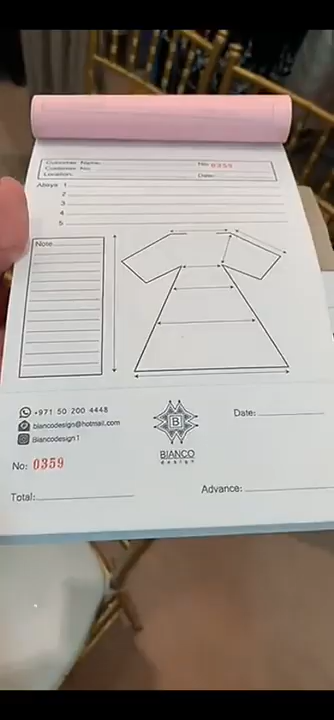 Customer Name:
No: 0359
Customer No:
Location:
Date:
Abaya 1
2
3
4
5
Note
+971 50 200 4448
biancodesign@hotmail.com
Biancodesign1
No: 0359
B
BIANCO
design
Date:
Total:
Advance: